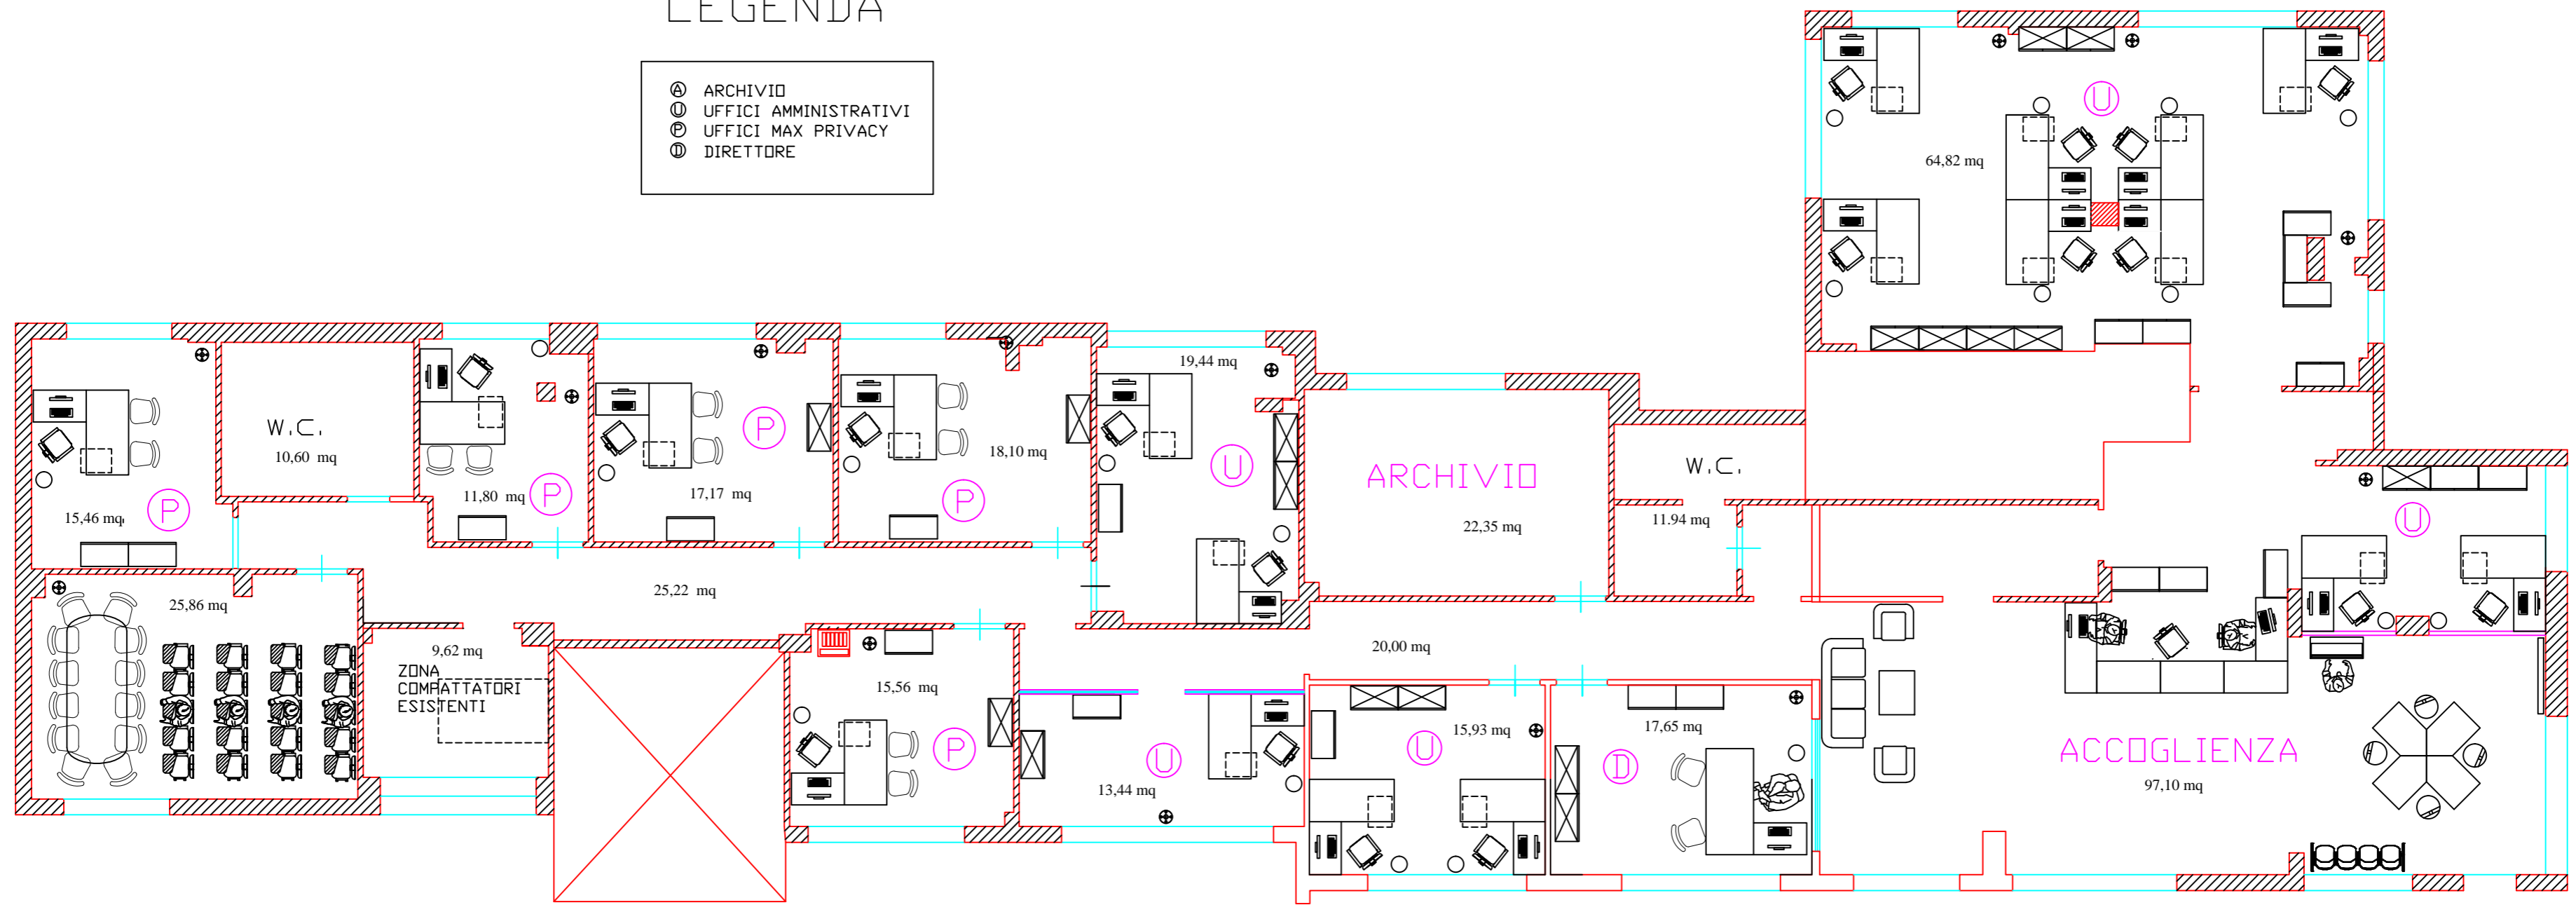 LEGENDA
Ⓐ ARCHIVIO
Ⓤ UFFICI AMMINISTRATIVI
Ⓟ UFFICI MAX PRIVACY
Ⓓ DIRETTORE
U
64,82 mq
19,44 mq
W.C.
10,60 mq
11,80 mq
P
17,17 mq
P
18,10 mq
P
U
ARCHIVIO
22,35 mq
W.C.
11.94 mq
U
15,46 mq
P
25,86 mq
25,22 mq
20,00 mq
9,62 mq
ZONA
COMPATTATORI
ESISTENTI
15,56 mq
P
13,44 mq
U
15,93 mq
U
17,65 mq
D
ACCOGLIENZA
97,10 mq